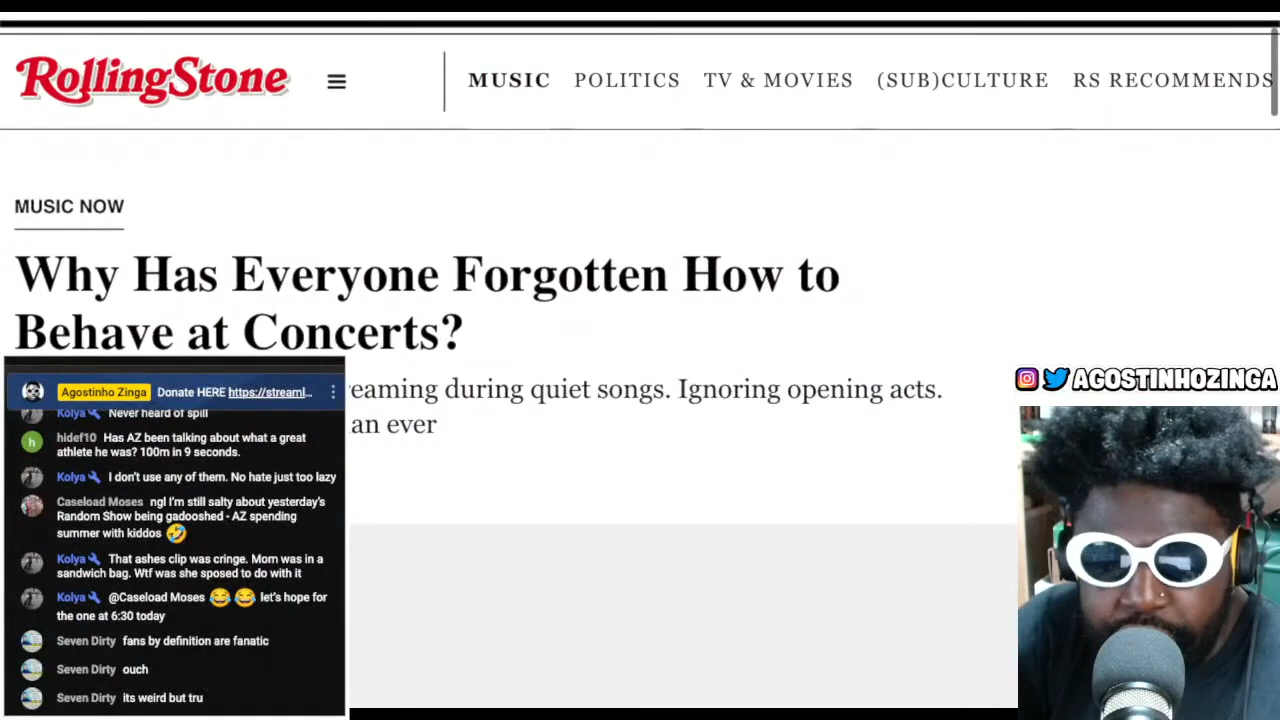 RollingStone
MUSIC POLITICS TV & MOVIES (SUB)CULTURE RS RECOMMENDS
MUSIC NOW
Why Has Everyone Forgotten How to
Behave at Concerts?
reaming during quiet songs. Ignoring opening acts.
an ever
Agostinho Zinga Donate HERE https://streaml...
Kolya Never heard of spill
h hidef10 Has AZ been talking about what a great
athlete he was? 100m in 9 seconds.
Kolya I don't use any of them. No hate just too lazy
Caseload Moses ngl I'm still salty about yesterday's
Random Show being gadooshed - AZ spending
summer with kiddos
Kolya That ashes clip was cringe. Mom was in a
sandwich bag. Wtf was she sposed to do with it
Kolya @Caseload Moses let's hope for
the one at 6:30 today
Seven Dirty fans by definition are fanatic
Seven Dirty ouch
Seven Dirty its weird but tru
AGOSTINHOZINGA